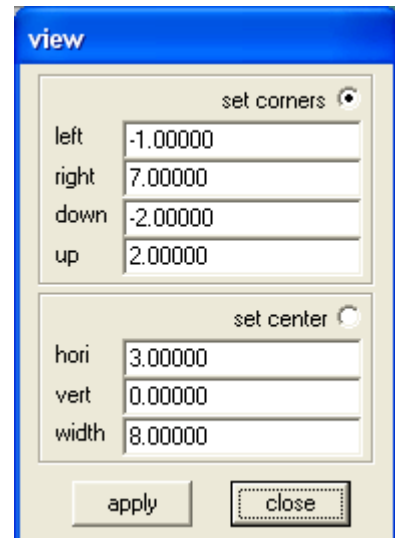 view
set corners
left -1.00000
right 7.00000
down -2.00000
up 2.00000
set center
hori 3.00000
vert 0.00000
width 8.00000
apply close